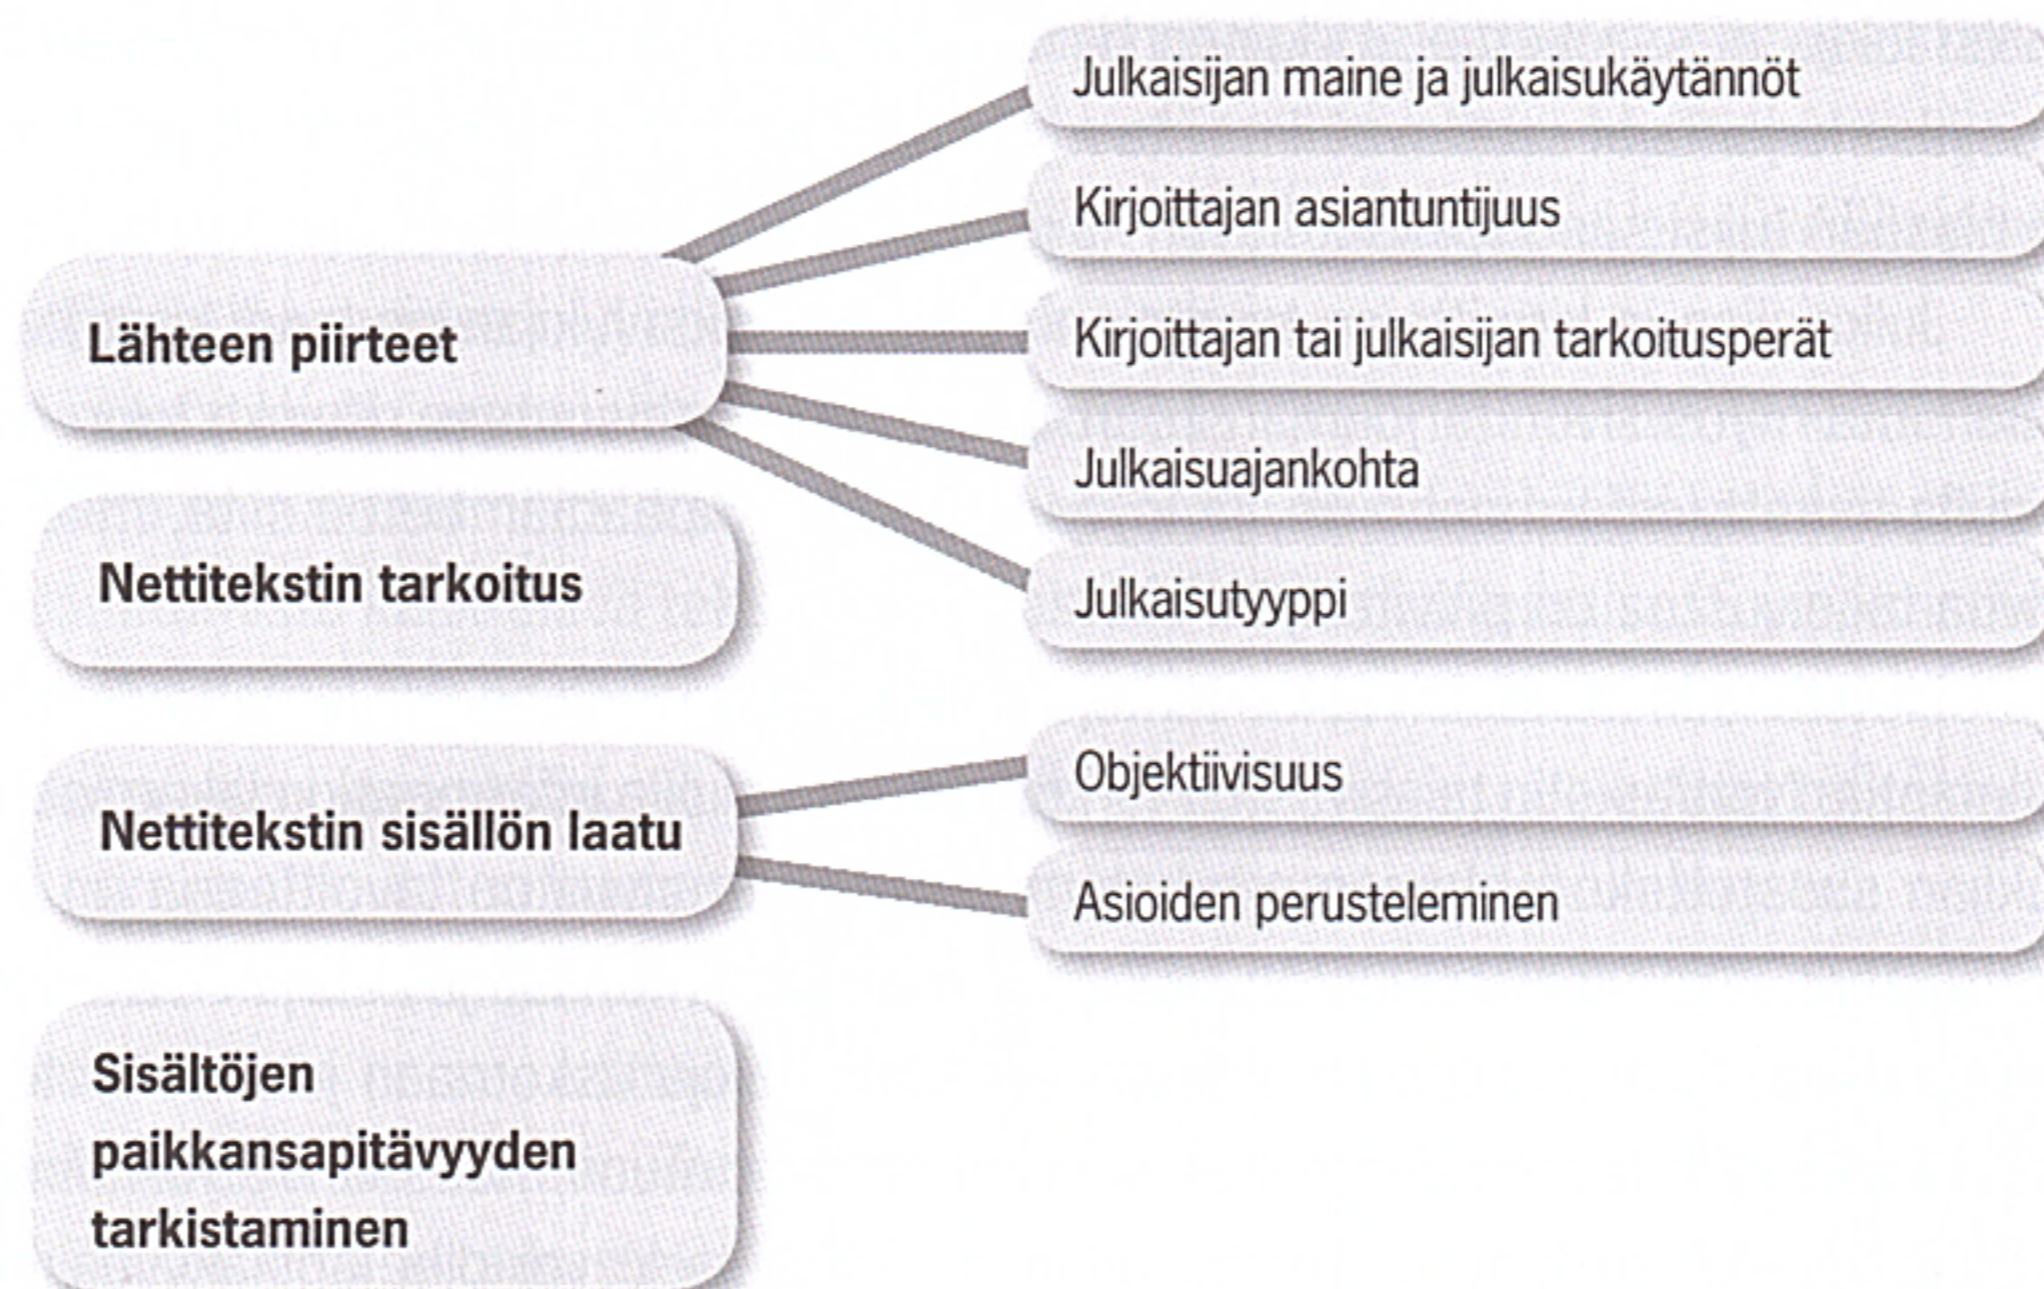 Julkaisijan maine ja julkaisukäytännöt
Kirjoittajan asiantuntijuus
Lähteen piirteet
Kirjoittajan tai julkaisijan tarkoitusperät
Julkaisuajankohta
Nettitekstin tarkoitus
Julkaisutyyppi
Objektiivisuus
Nettitekstin sisällön laatu
Asioiden perusteleminen
Sisältöjen
paikkansapitävyyden
tarkistaminen